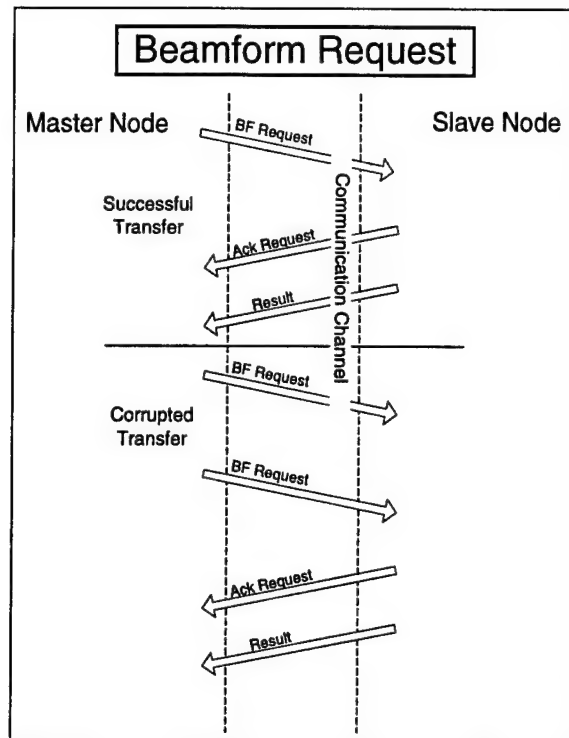 Beamform Request
Master Node
Slave Node
BF Request
Communication Channel
Successful
Transfer
Ack Request
Result
BF Request
Corrupted
Transfer
BF Request
Ack Request
Result